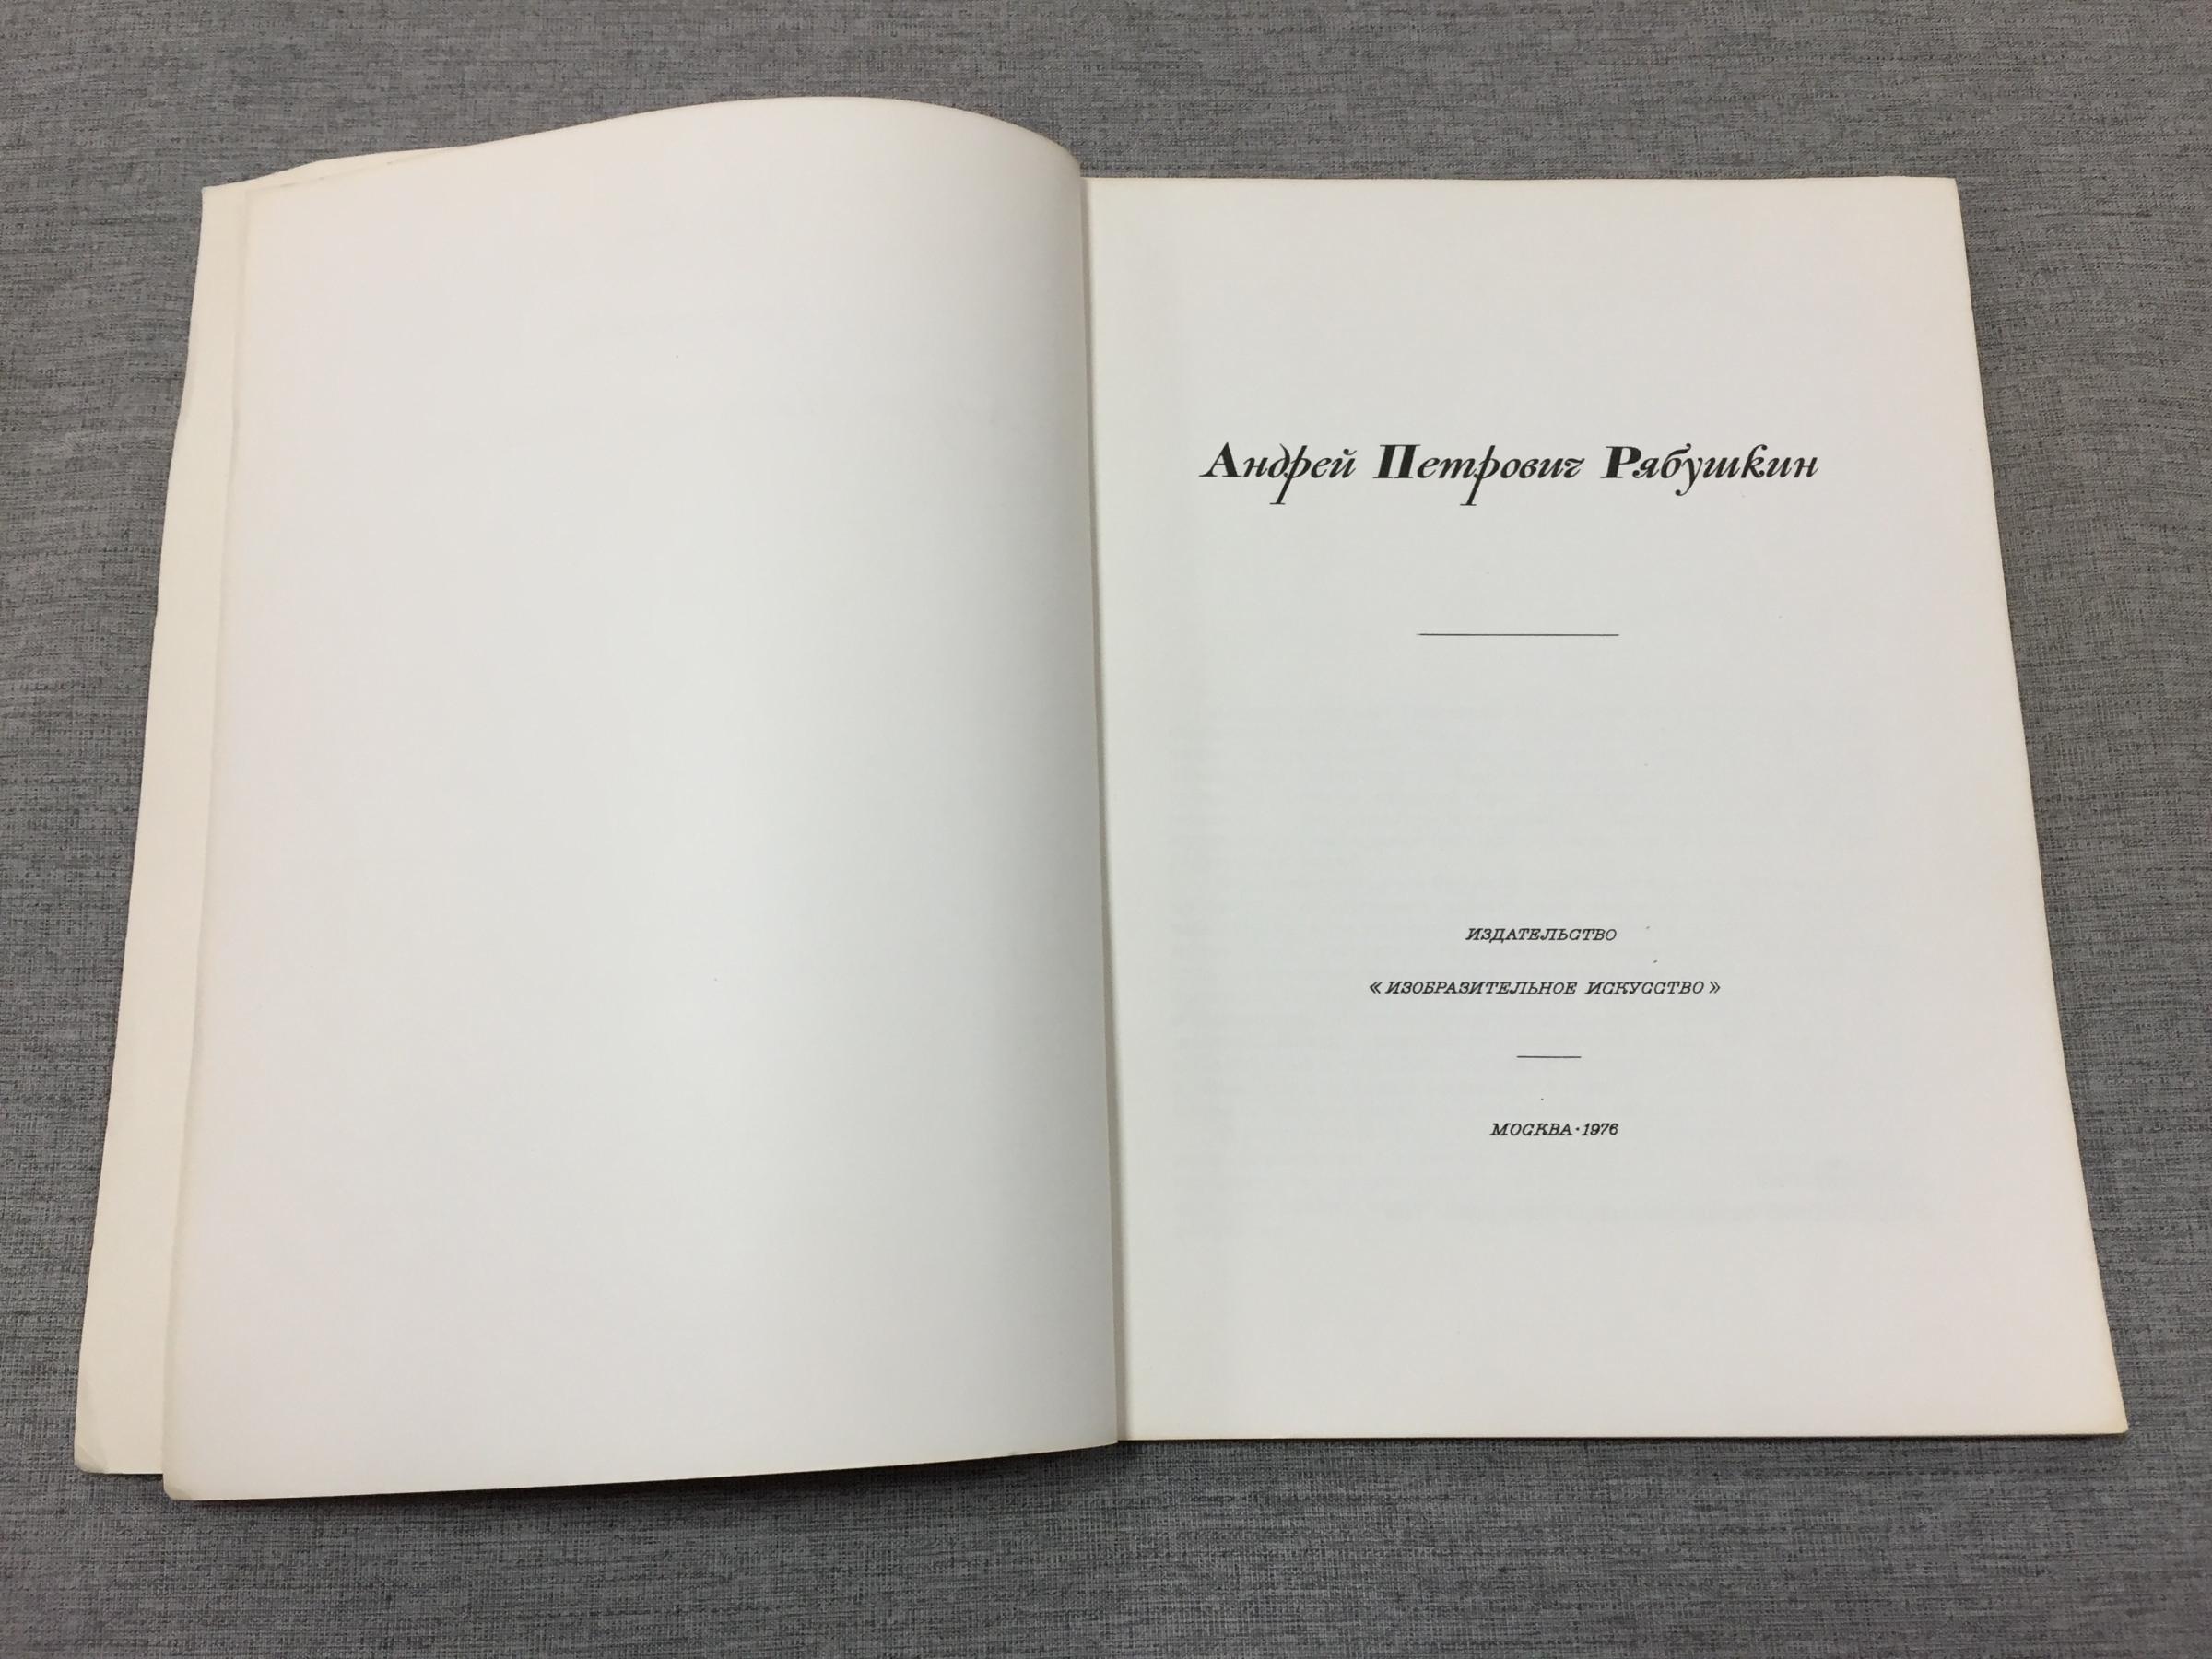 Андрей Петрович Рябушкин
ИЗДАТЕЛЬСТВО
«ИЗОБРАЗИТЕЛЬНОЕ ИСКУССТВО»
МОСКВА·1976